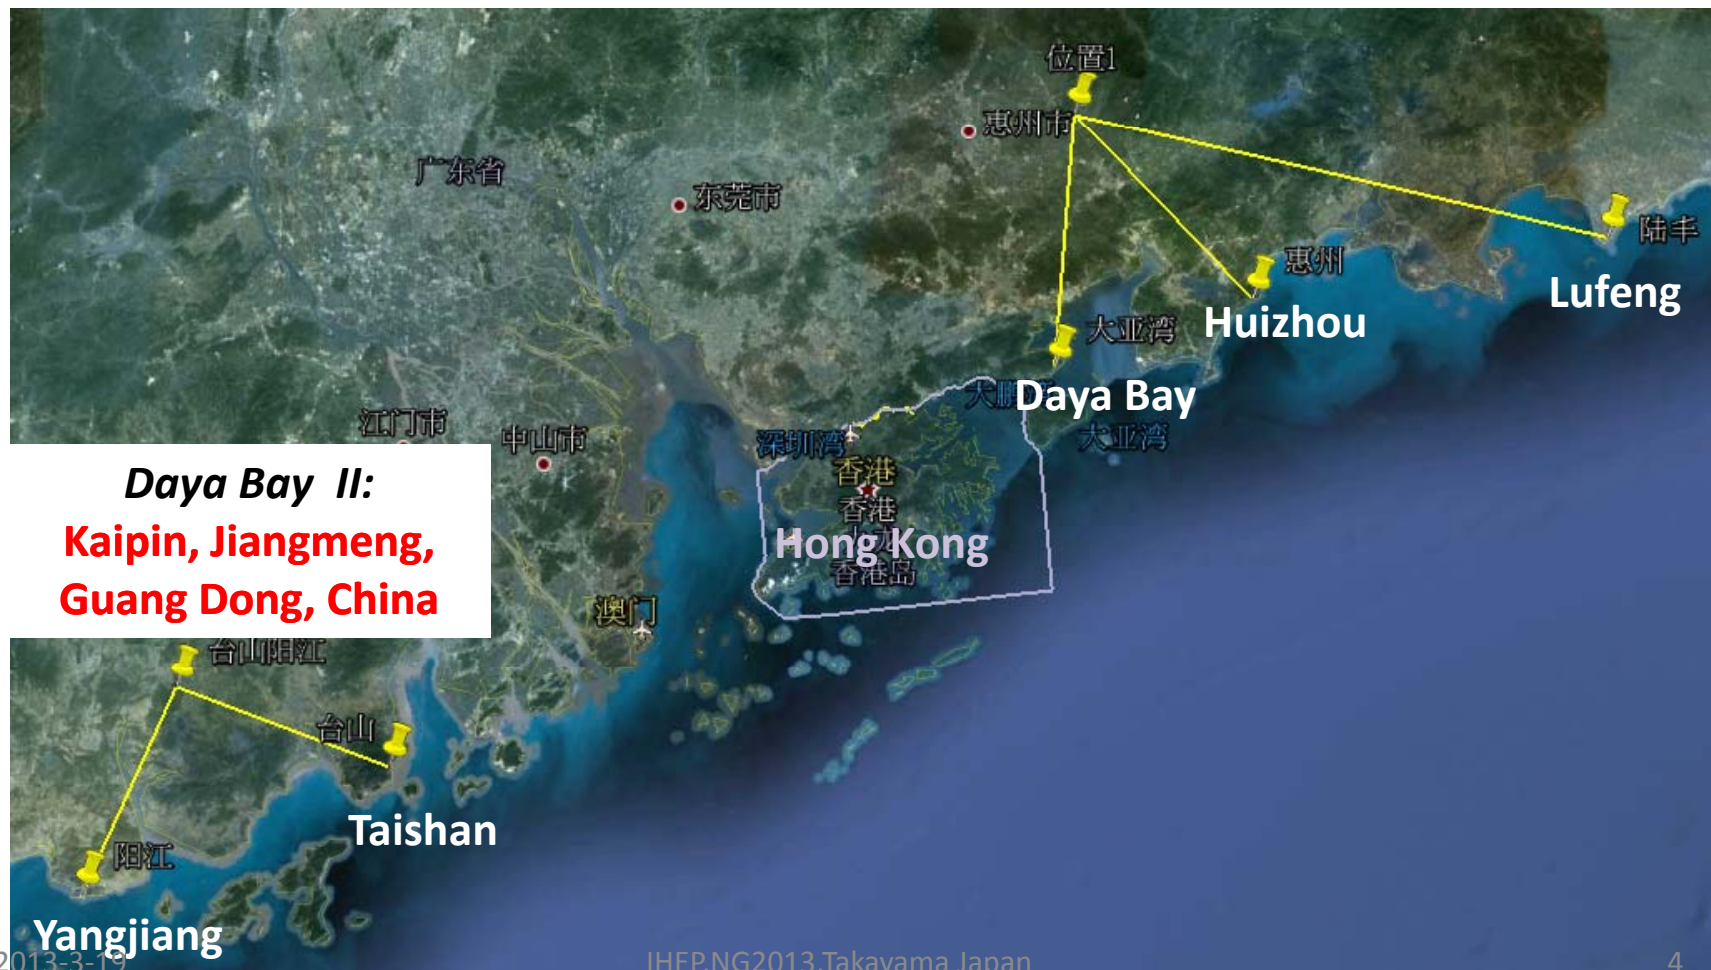 位置1
惠州市
广东省
东莞市
陆丰
惠州
Lufeng
Huizhou
大亚湾
Daya Bay
江门市
中山市
深圳湾
大亚湾
香港
Daya Bay II:
香港
Kaipin, Jiangmeng,
Hong Kong
香港岛
Guang Dong, China
澳门
台山阳江
台山
Taishan
阳江
Yangjiang
2013-3-19
IHEP.NG2013.Takayama Japan
4